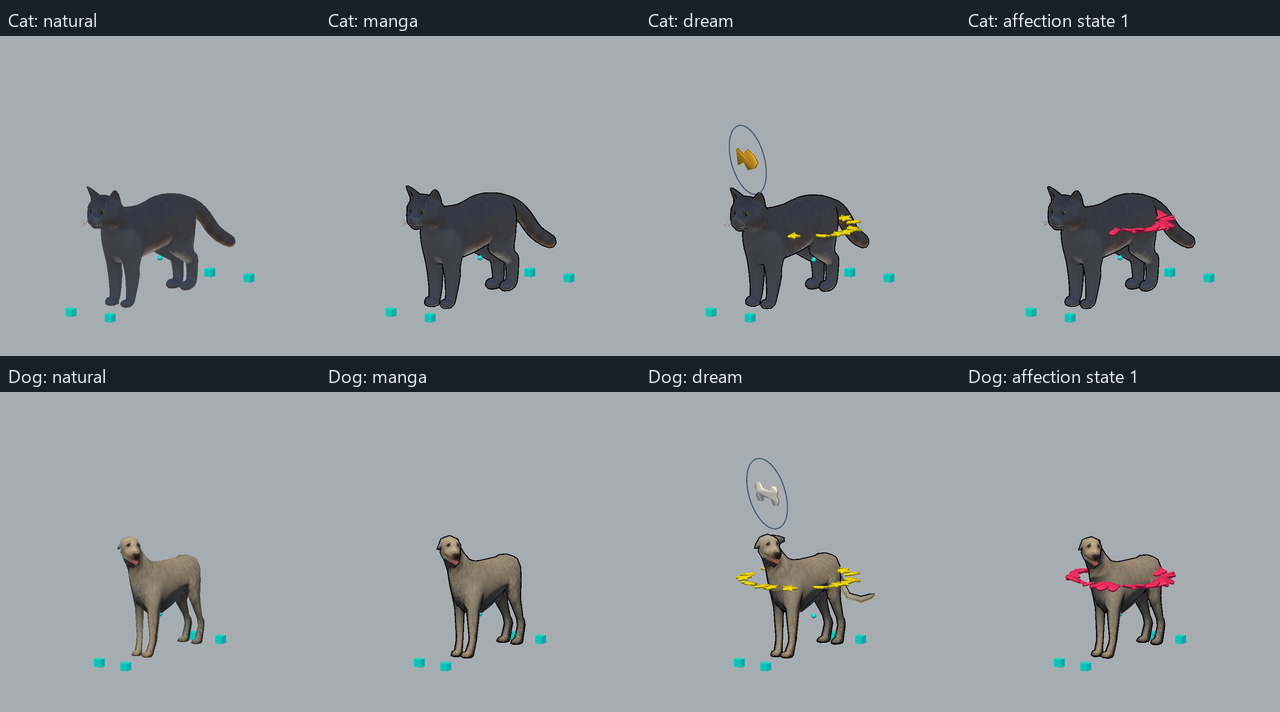 Cat: natural
Cat: manga
Cat: dream
Cat: affection state 1
Dog: natural
Dog: manga
Dog: dream
Dog: affection state 1